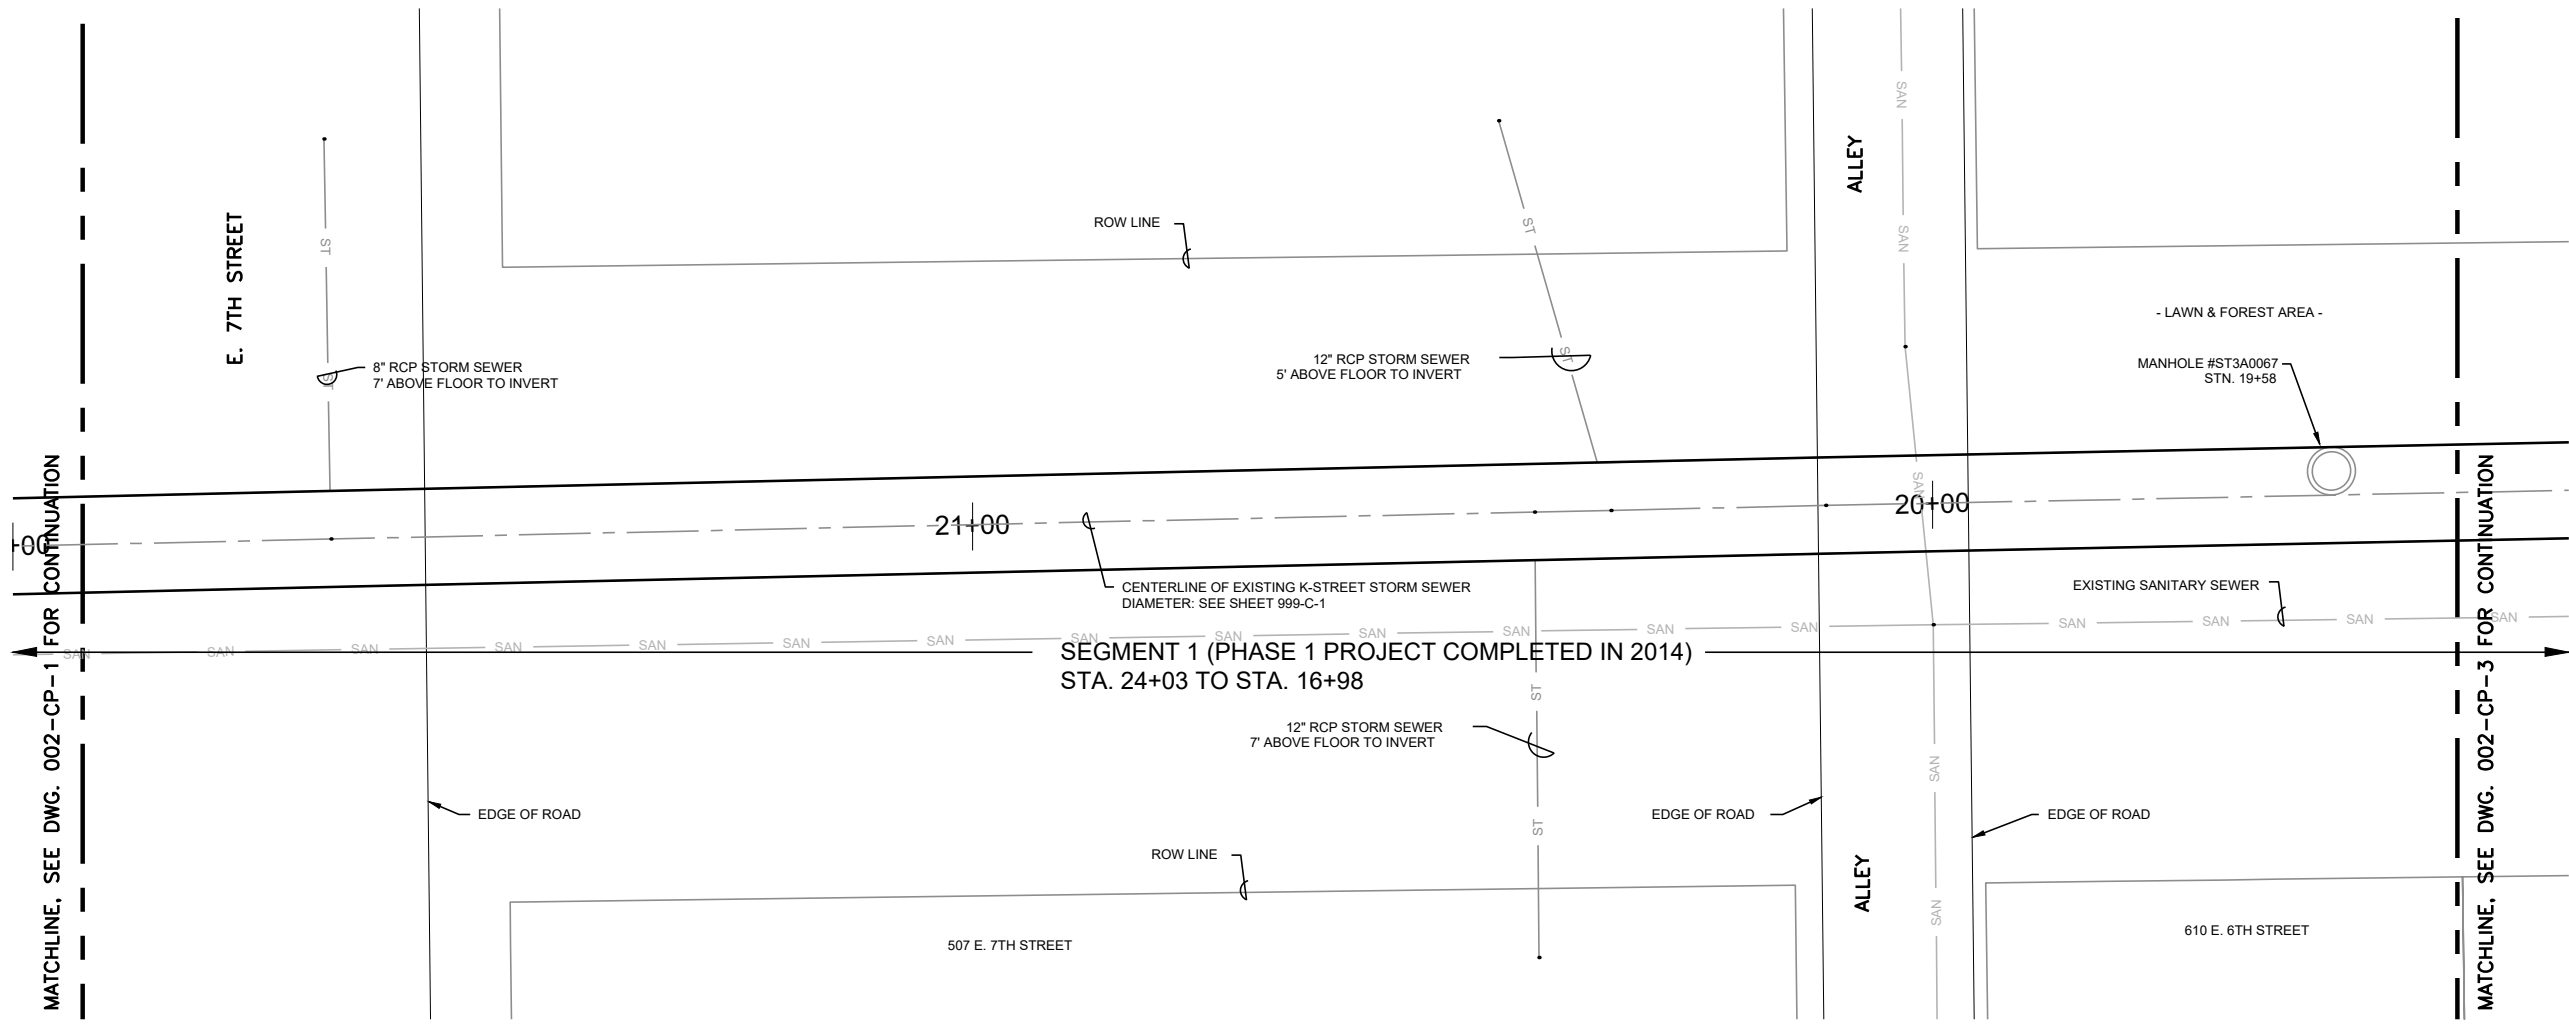 MATCHLINE, SEE DWG. 002-CP-1 FOR CONTINUATION
E. 7TH STREET
ST
ST
8" RCP STORM SEWER
7' ABOVE FLOOR TO INVERT
ROW LINE
ST
ST
12" RCP STORM SEWER
5' ABOVE FLOOR TO INVERT
ALLEY
SAN
SAN
SAN
- LAWN & FOREST AREA -
MANHOLE #ST3A0067
STN. 19+58
+00
21+00
20+00
CENTERLINE OF EXISTING K-STREET STORM SEWER
DIAMETER: SEE SHEET 999-C-1
EXISTING SANITARY SEWER
SAN SAN SAN SAN SAN SAN SAN SAN SAN SAN SAN SAN SAN SAN SAN SAN SAN
SEGMENT 1 (PHASE 1 PROJECT COMPLETED IN 2014)
STA. 24+03 TO STA. 16+98
ST
ST
12" RCP STORM SEWER
7' ABOVE FLOOR TO INVERT
SAN
SAN
EDGE OF ROAD
EDGE OF ROAD
EDGE OF ROAD
ROW LINE
ALLEY
507 E. 7TH STREET
610 E. 6TH STREET
MATCHLINE, SEE DWG. 002-CP-3 FOR CONTINUATION